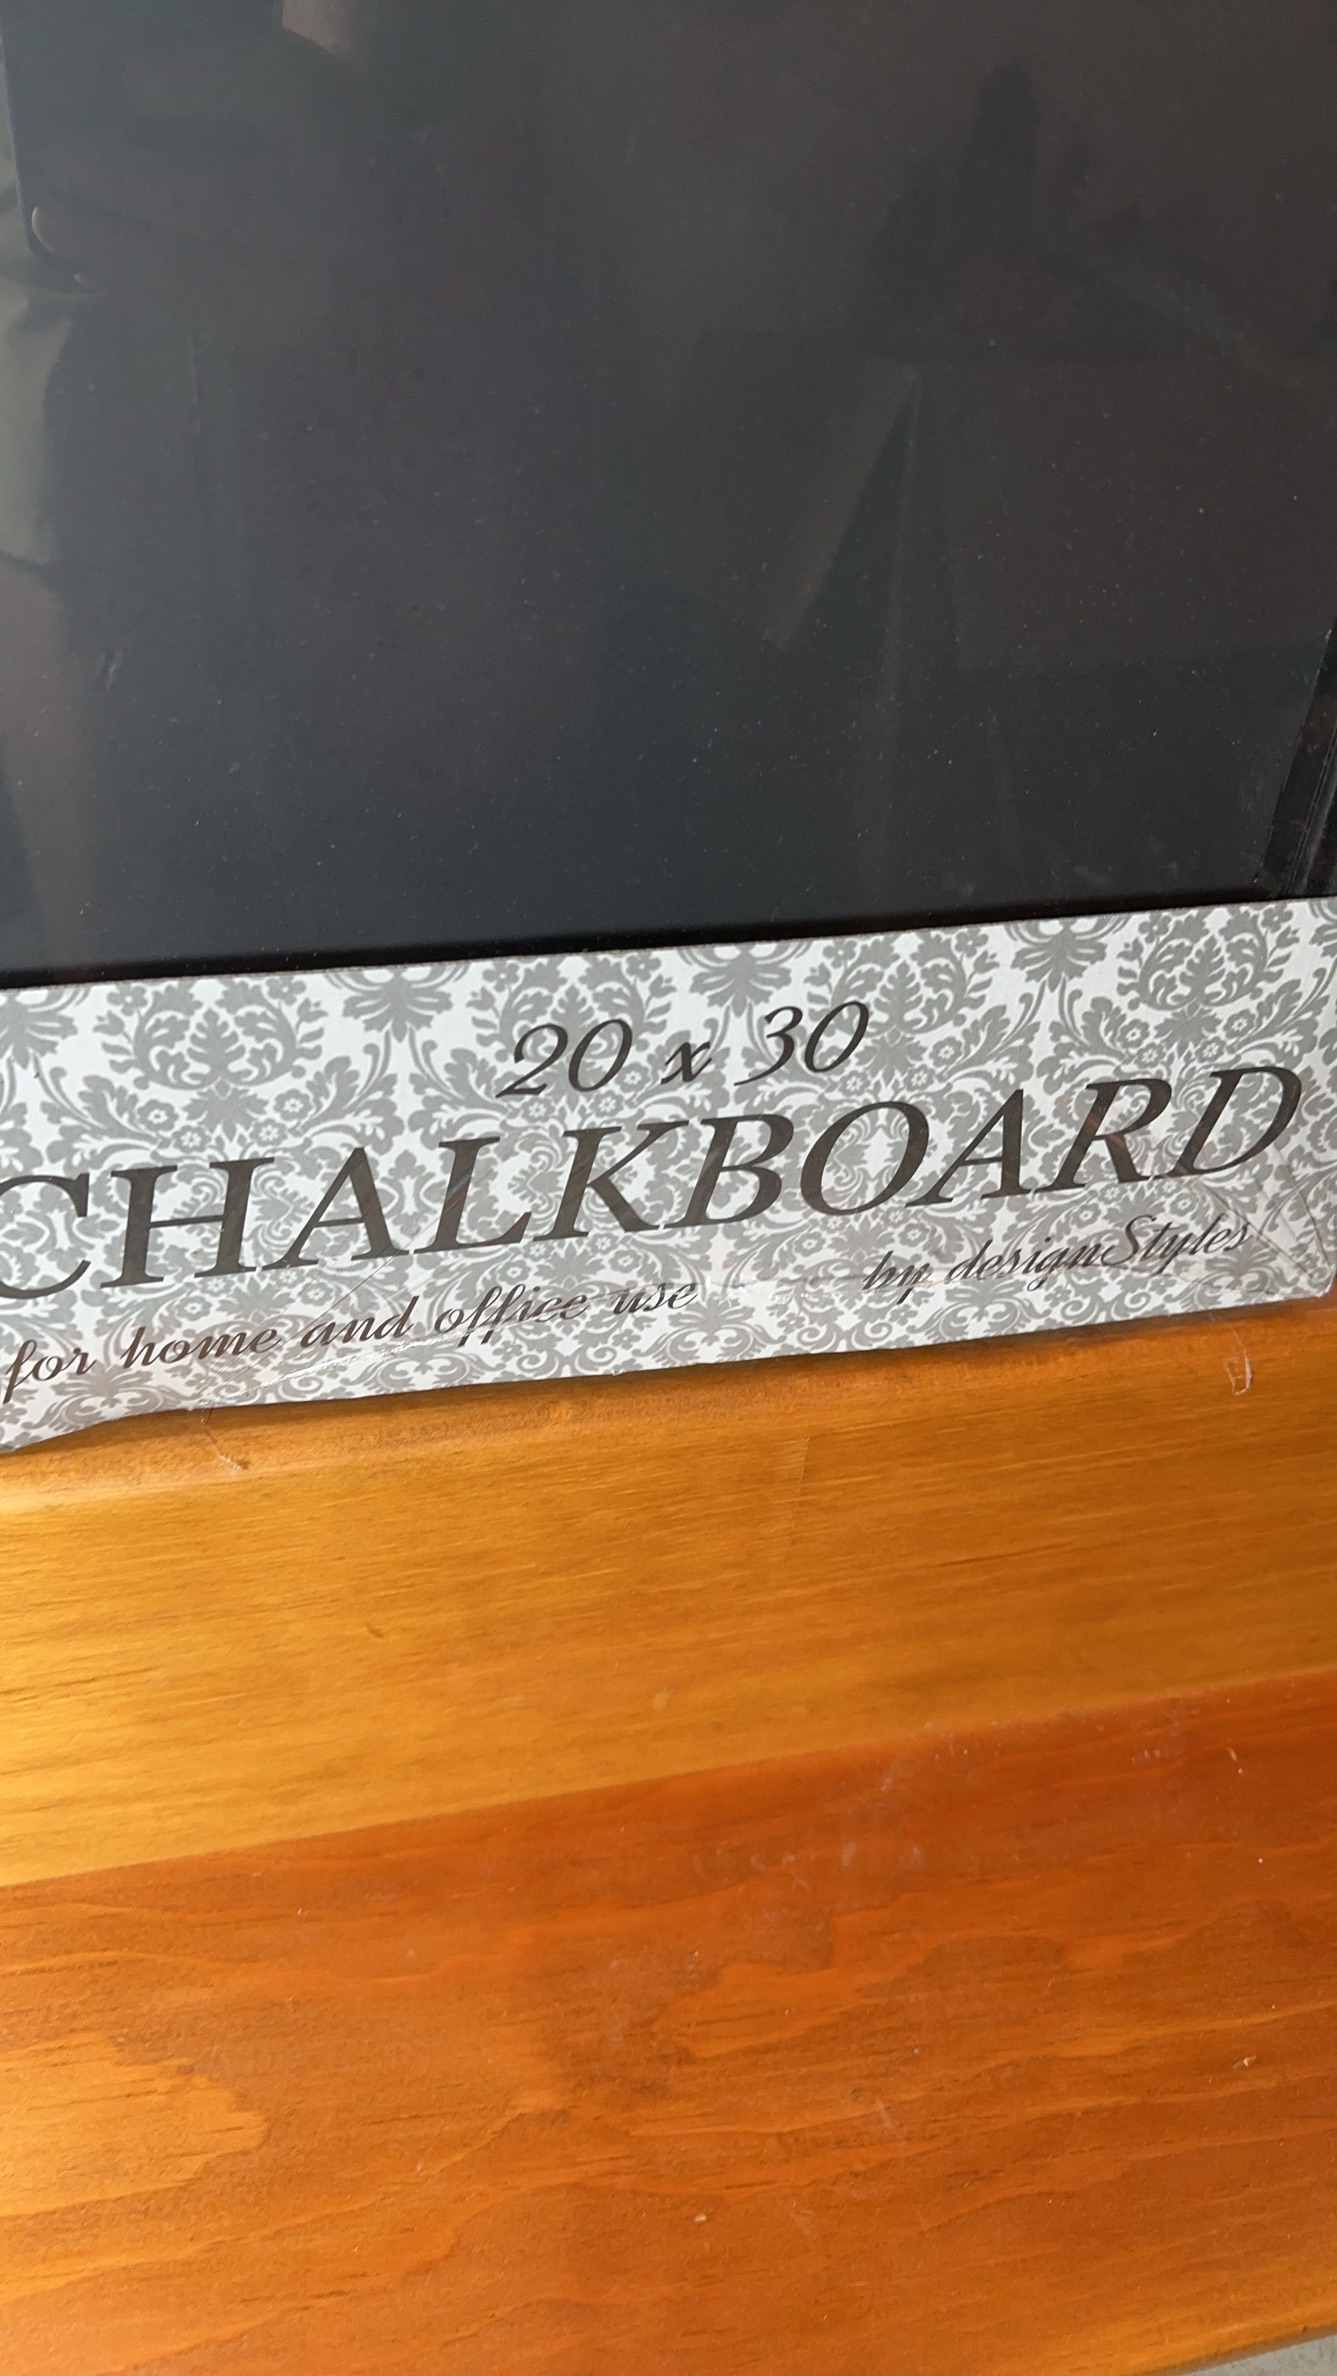 20 x 30
CHALKBOARD
for home and office use
by designStyles